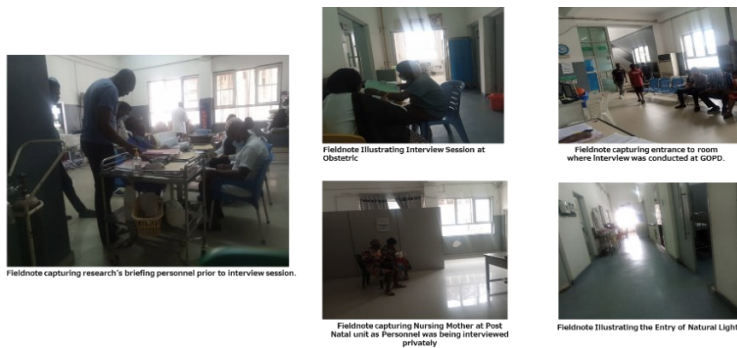 Fieldnote capturing research's briefing personnel prior to interview session.
Fieldnote Illustrating Interview Session at
Obstetric
Fieldnote capturing entrance to room
where Interview was conducted at GOPD.
Fieldnote capturing Nursing Mother at Post
Natal unit as Personnel was being interviewed
privately
Fieldnote Illustrating the Entry of Natural Light